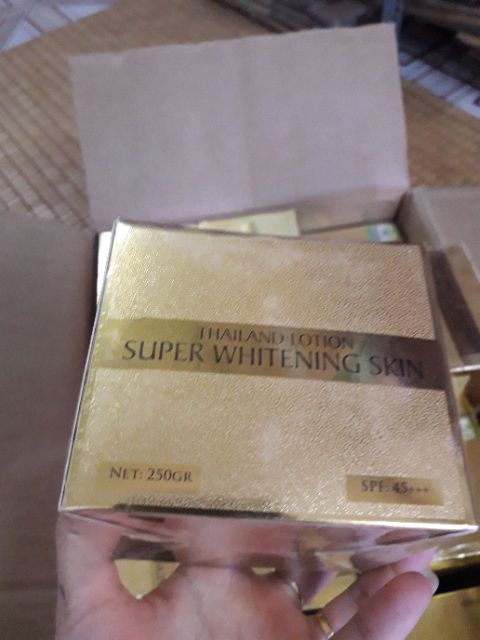 THAILAND LOTION
SUPER WHITENING SKIN
NET: 250GR
SPF: 45+++